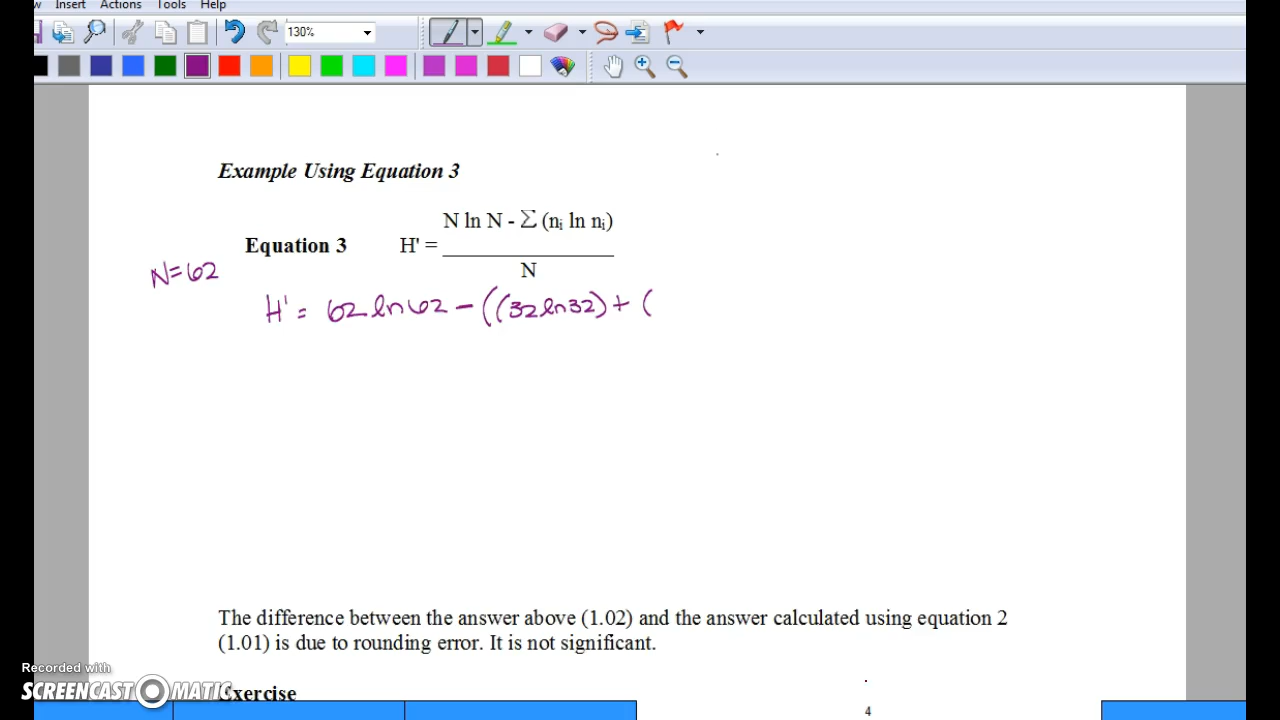 w Insert Actions Tools Help
130%
Example Using Equation 3
N ln N - Σ (nᵢ ln nᵢ)
Equation 3 H' =
N
N=62
H' = 62 ln 62 - ((32 ln 32) + (
The difference between the answer above (1.02) and the answer calculated using equation 2
(1.01) is due to rounding error. It is not significant.
Recorded with
SCREENCAST O MATIC
Exercise
4